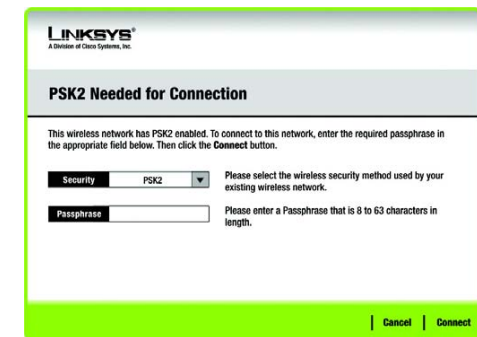 LINKSYS®
A Division of Cisco Systems, Inc.
PSK2 Needed for Connection
This wireless network has PSK2 enabled. To connect to this network, enter the required passphrase in
the appropriate field below. Then click the Connect button.
Security PSK2
Please select the wireless security method used by your
existing wireless network.
Passphrase
Please enter a Passphrase that is 8 to 63 characters in
length.
Cancel Connect